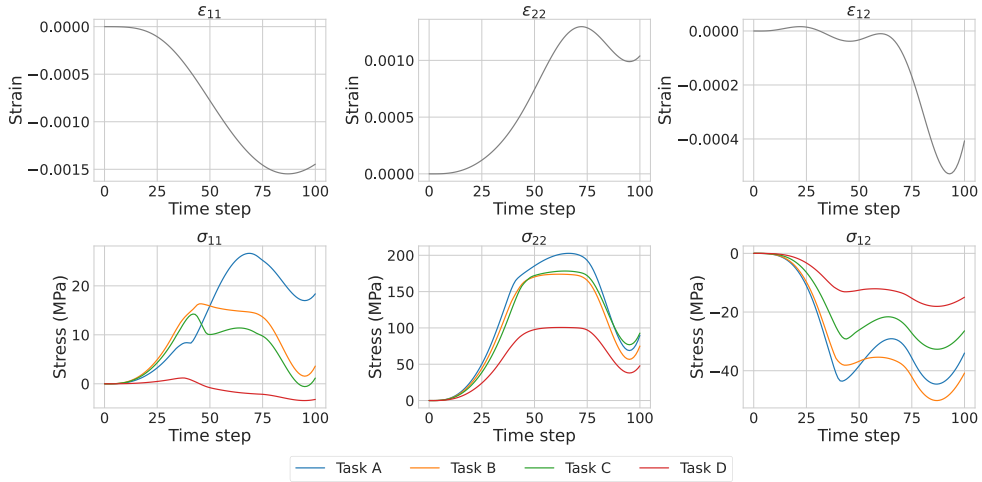 ε11
ε22
ε12
0.0000
−0.0005
−0.0010
−0.0015
Strain
0 25 50 75 100
Time step
0.0010
0.0005
0.0000
Strain
0 25 50 75 100
Time step
0.0000
−0.0002
−0.0004
Strain
0 25 50 75 100
Time step
σ11
σ22
σ12
20
10
0
Stress (MPa)
0 25 50 75 100
Time step
200
150
100
50
0
Stress (MPa)
0 25 50 75 100
Time step
0
−20
−40
Stress (MPa)
0 25 50 75 100
Time step
Task A Task B Task C Task D